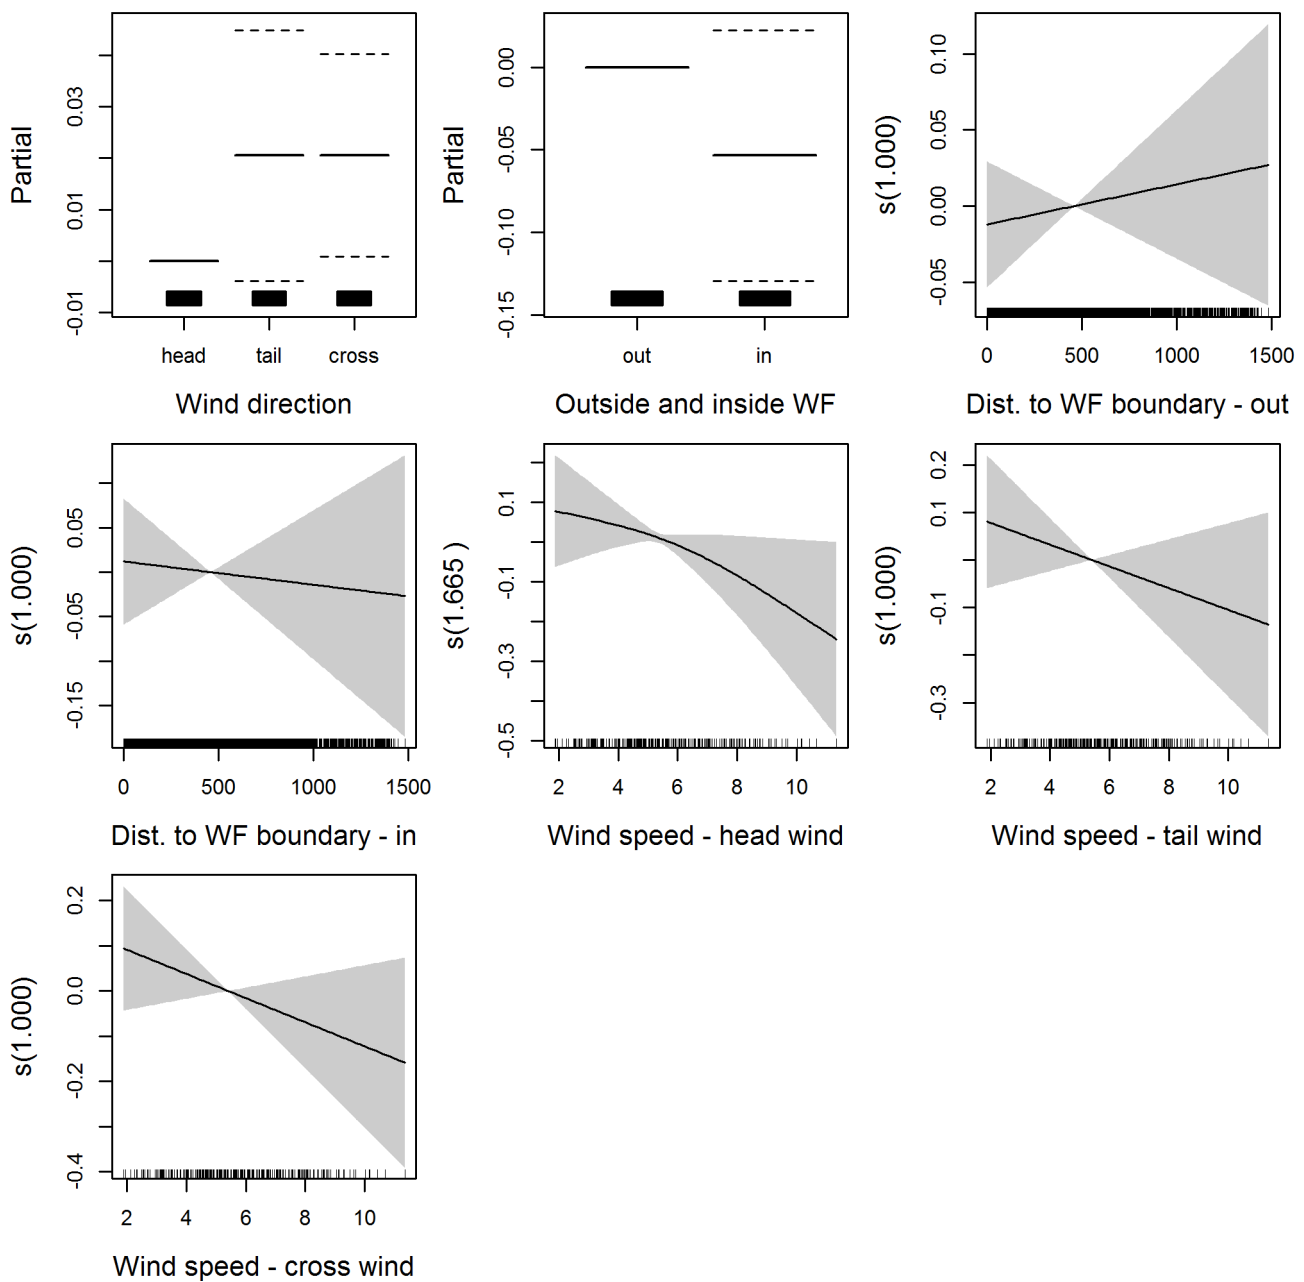 Partial
0.03
0.01
-0.01
head tail cross
Wind direction
Partial
0.00
-0.05
-0.10
-0.15
out in
Outside and inside WF
s(1.000)
0.10
0.05
0.00
-0.05
0 500 1000 1500
Dist. to WF boundary - out
s(1.000)
0.05
-0.05
-0.15
0 500 1000 1500
Dist. to WF boundary - in
s(1.665 )
0.1
-0.1
-0.3
-0.5
2 4 6 8 10
Wind speed - head wind
s(1.000)
0.2
0.1
-0.1
-0.3
2 4 6 8 10
Wind speed - tail wind
s(1.000)
0.2
0.0
-0.2
-0.4
2 4 6 8 10
Wind speed - cross wind